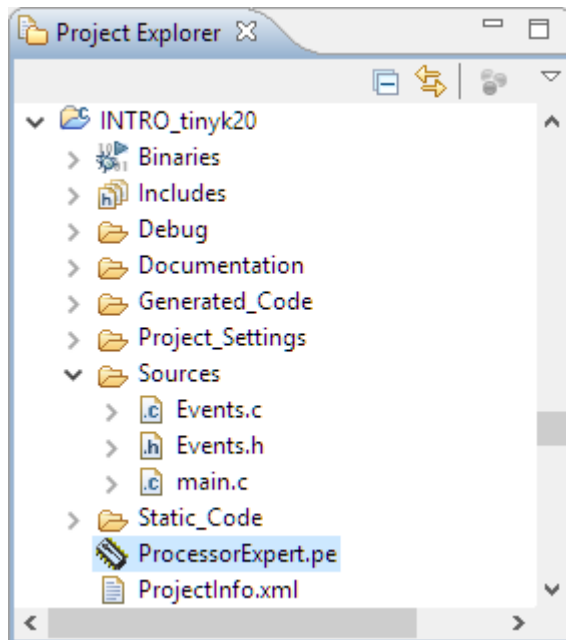 Project Explorer
INTRO_tinyk20
Binaries
Includes
Debug
Documentation
Generated_Code
Project_Settings
Sources
Events.c
Events.h
main.c
Static_Code
ProcessorExpert.pe
ProjectInfo.xml